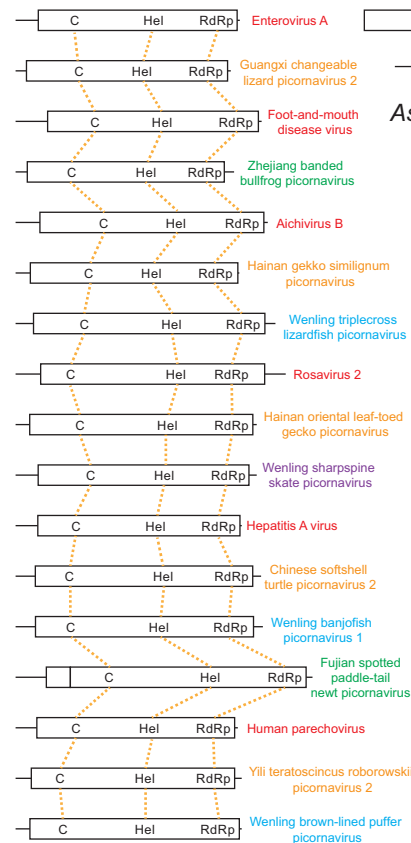 C Hel RdRp Enterovirus A
Guangxi changeable
C Hel RdRp lizard picornavirus 2
As
C Hel RdRp Foot-and-mouth
disease virus
Zhejiang banded
C Hel RdRp bullfrog picornavirus
C Hel RdRp Aichivirus B
Hainan gekko similignum
C Hel RdRp picornavirus
C Hel RdRp Wenling triplecross
lizardfish picornavirus
C Hel RdRp Rosavirus 2
Hainan oriental leaf-toed
C Hel RdRp gecko picornavirus
C Hel RdRp Wenling sharpspine
skate picornavirus
C Hel RdRp Hepatitis A virus
Chinese softshell
C Hel RdRp turtle picornavirus 2
C Hel RdRp Wenling banjofish
picornavirus 1
Fujian spotted
C Hel RdRp paddle-tail
newt picornavirus
C Hel RdRp Human parechovirus
C Hel RdRp Yili teratoscincus roborowski
picornavirus 2
C Hel RdRp Wenling brown-lined puffer
picornavirus